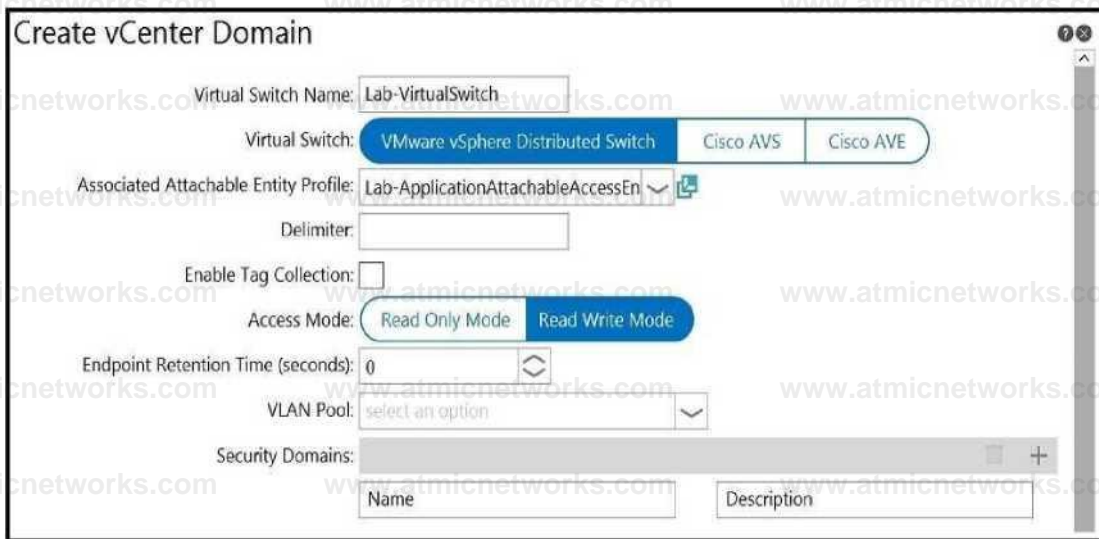 www.atmicnetworks.com
Create vCenter Domain
Virtual Switch Name: Lab-VirtualSwitch
Virtual Switch: VMware vSphere Distributed Switch Cisco AVS Cisco AVE
Associated Attachable Entity Profile: Lab-ApplicationAttachableAccessEn
Delimiter:
Enable Tag Collection:
Access Mode: Read Only Mode Read Write Mode
Endpoint Retention Time (seconds): 0
VLAN Pool: select an option
Security Domains:
Name Description